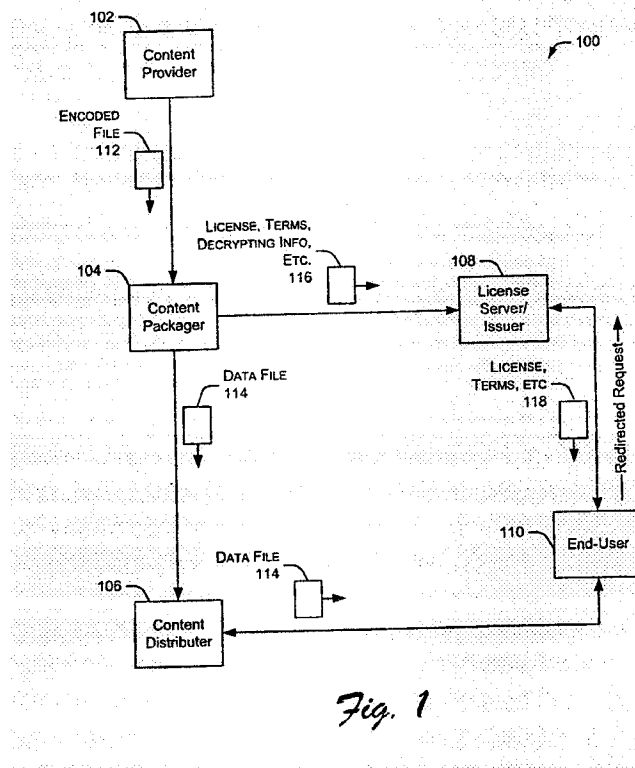 102
Content
Provider
100
ENCODED
FILE
112
LICENSE, TERMS,
DECRYPTING INFO,
ETC.
116
104
Content
Packager
108
License
Server/
Issuer
DATA FILE
114
LICENSE,
TERMS, ETC
118
Redirected Request
110
End-User
DATA FILE
114
106
Content
Distributer
Fig. 1